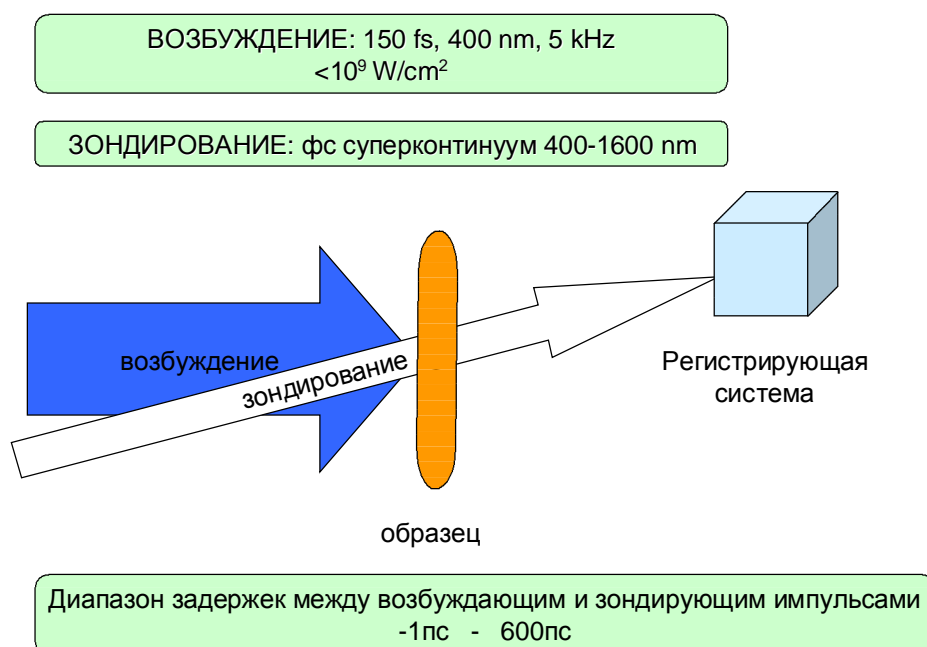 ВОЗБУЖДЕНИЕ: 150 fs, 400 nm, 5 kHz
<10⁹ W/cm²
ЗОНДИРОВАНИЕ: фс суперконтинуум 400-1600 nm
возбуждение
зондирование
Регистрирующая
система
образец
Диапазон задержек между возбуждающим и зондирующим импульсами
-1пс - 600пс